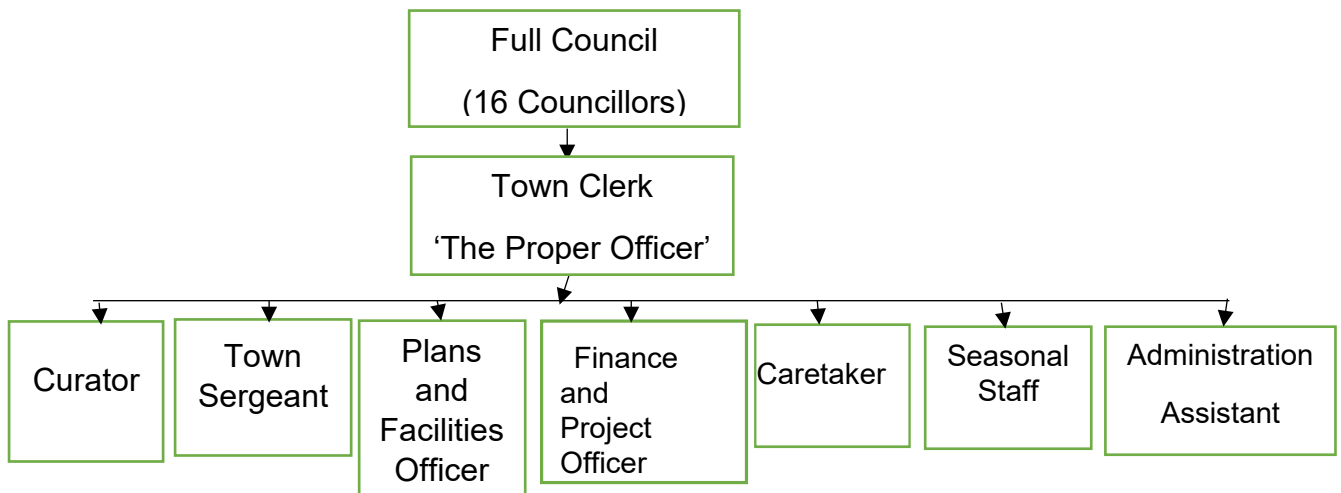 Full Council
(16 Councillors)
Town Clerk
‘The Proper Officer’
Curator
Town
Sergeant
Plans
and
Facilities
Officer
Finance
and
Project
Officer
Caretaker
Seasonal
Staff
Administration
Assistant